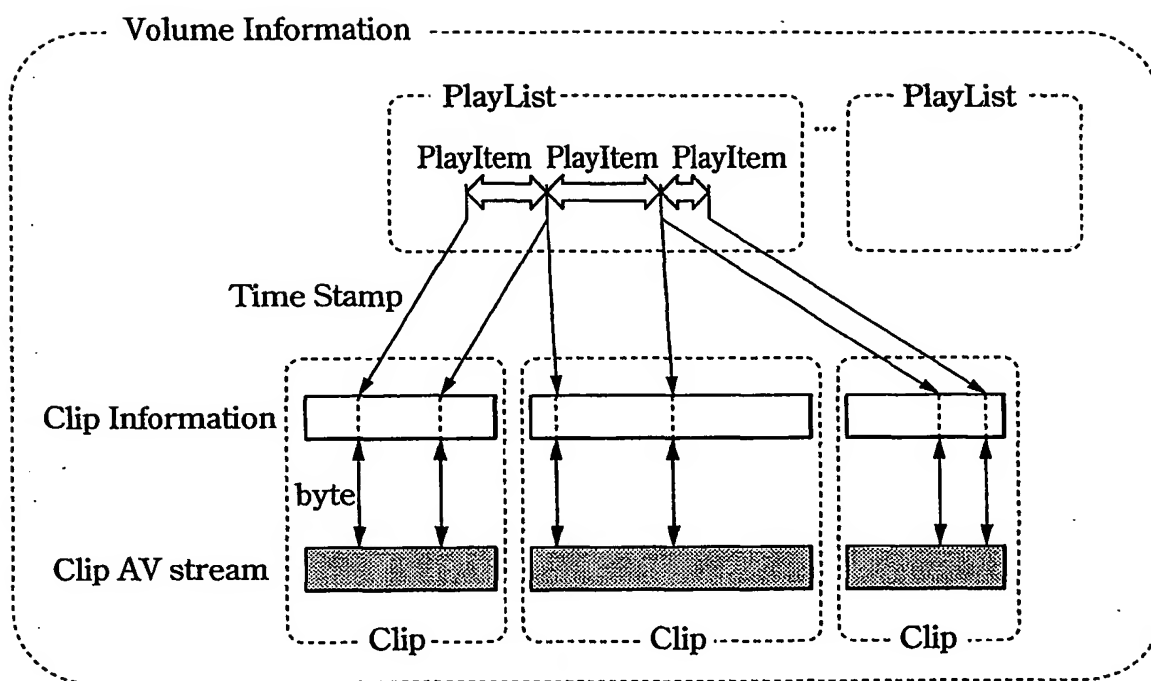 Volume Information
PlayList
...
PlayList
PlayItem PlayItem PlayItem
Time Stamp
Clip Information
byte
Clip AV stream
Clip
Clip
Clip